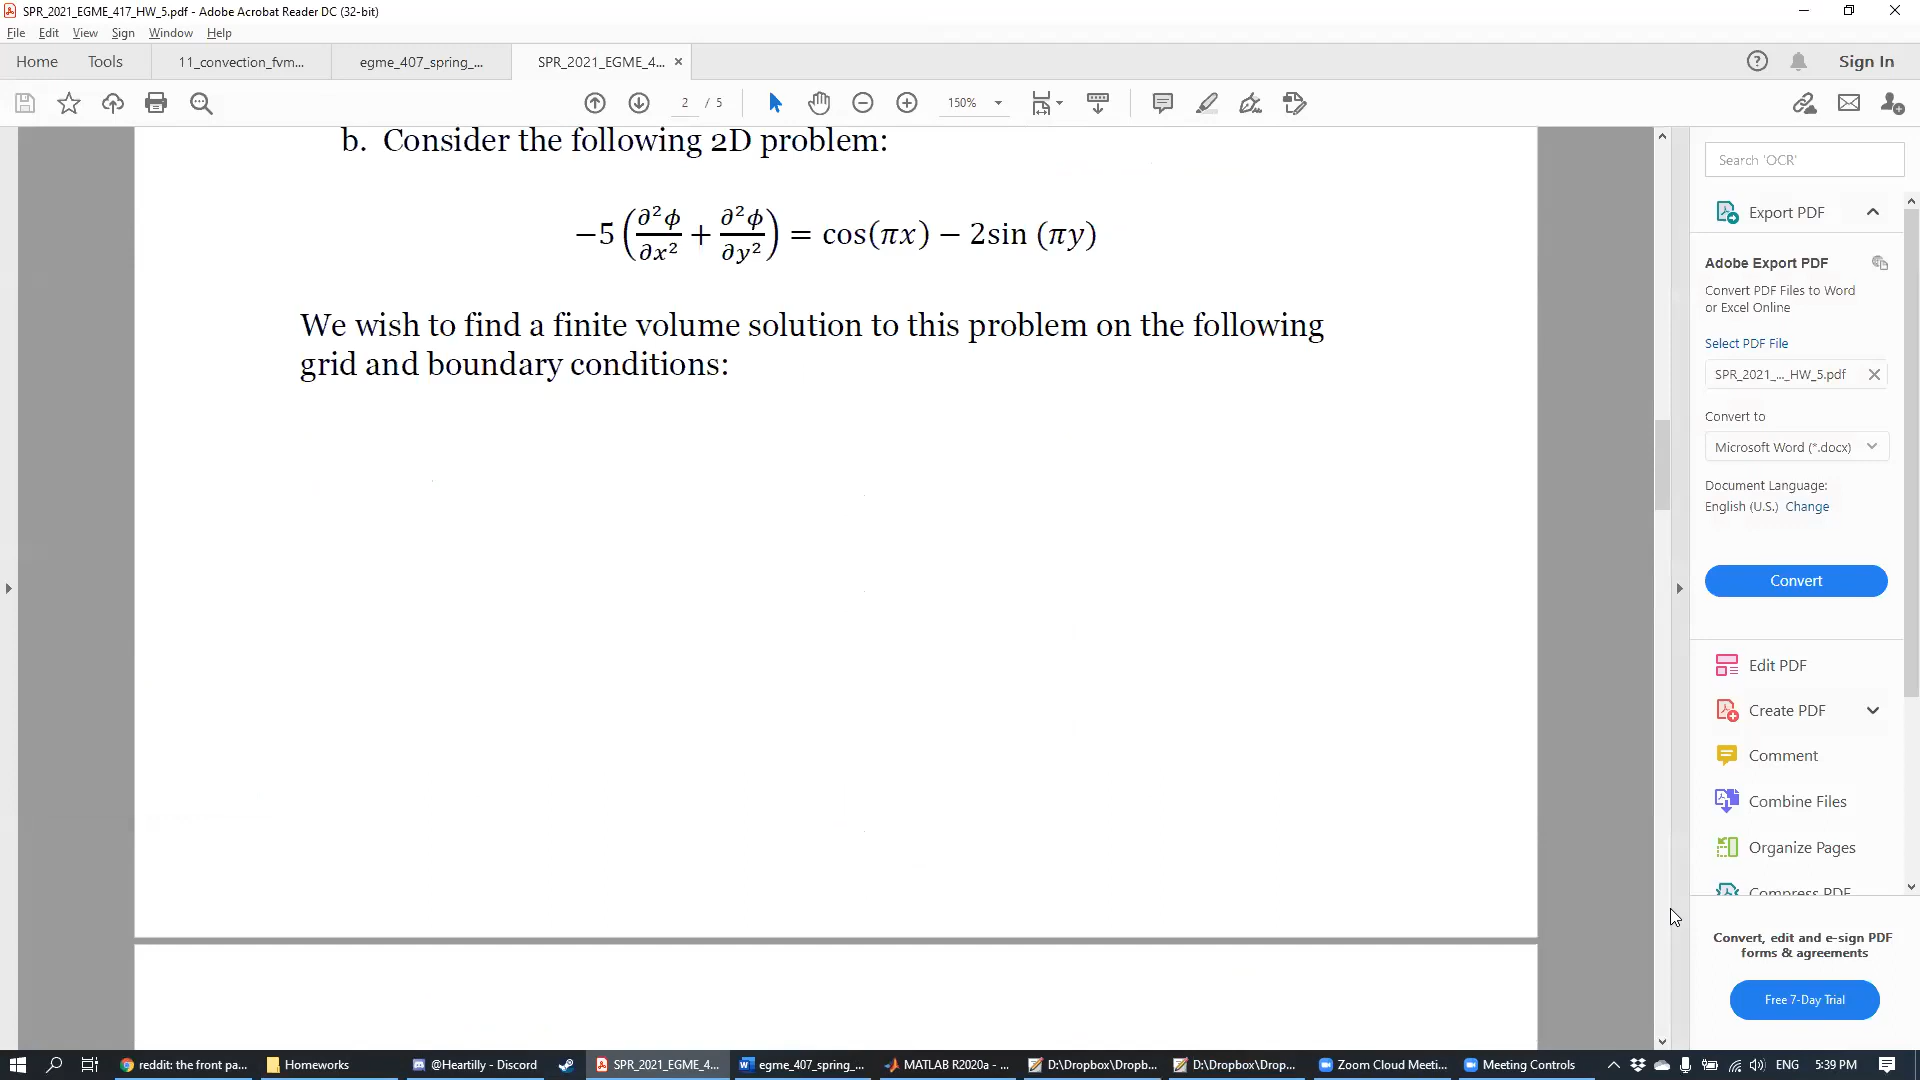 SPR_2021_EGME_417_HW_5.pdf - Adobe Acrobat Reader DC (32-bit)
File Edit View Sign Window Help
Home Tools 11_convection_fvm... egme_407_spring_... SPR_2021_EGME_4... × Sign In
2 / 5 150%
b. Consider the following 2D problem:
−5(∂²ϕ/∂x² + ∂²ϕ/∂y²) = cos(πx) − 2sin (πy)
We wish to find a finite volume solution to this problem on the following
grid and boundary conditions:
Search 'OCR'
Export PDF
Adobe Export PDF
Convert PDF Files to Word
or Excel Online
Select PDF File
SPR_2021_..._HW_5.pdf
Convert to
Microsoft Word (*.docx)
Document Language:
English (U.S.) Change
Convert
Edit PDF
Create PDF
Comment
Combine Files
Organize Pages
Compress PDF
Convert, edit and e-sign PDF
forms & agreements
Free 7-Day Trial
reddit: the front pa... Homeworks @Heartilly - Discord SPR_2021_EGME_4... egme_407_spring_... MATLAB R2020a - ... D:\Dropbox\Dropb... D:\Dropbox\Drop... Zoom Cloud Meeti... Meeting Controls ENG 5:39 PM